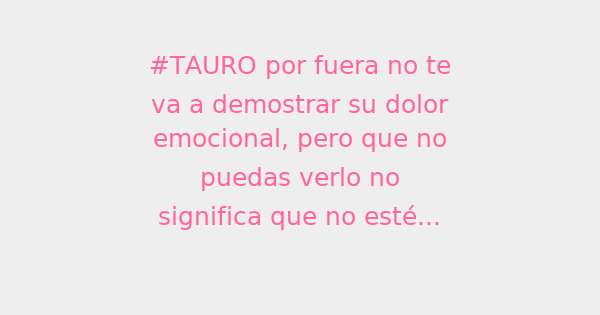 #TAURO por fuera no te
va a demostrar su dolor
emocional, pero que no
puedas verlo no
significa que no esté...